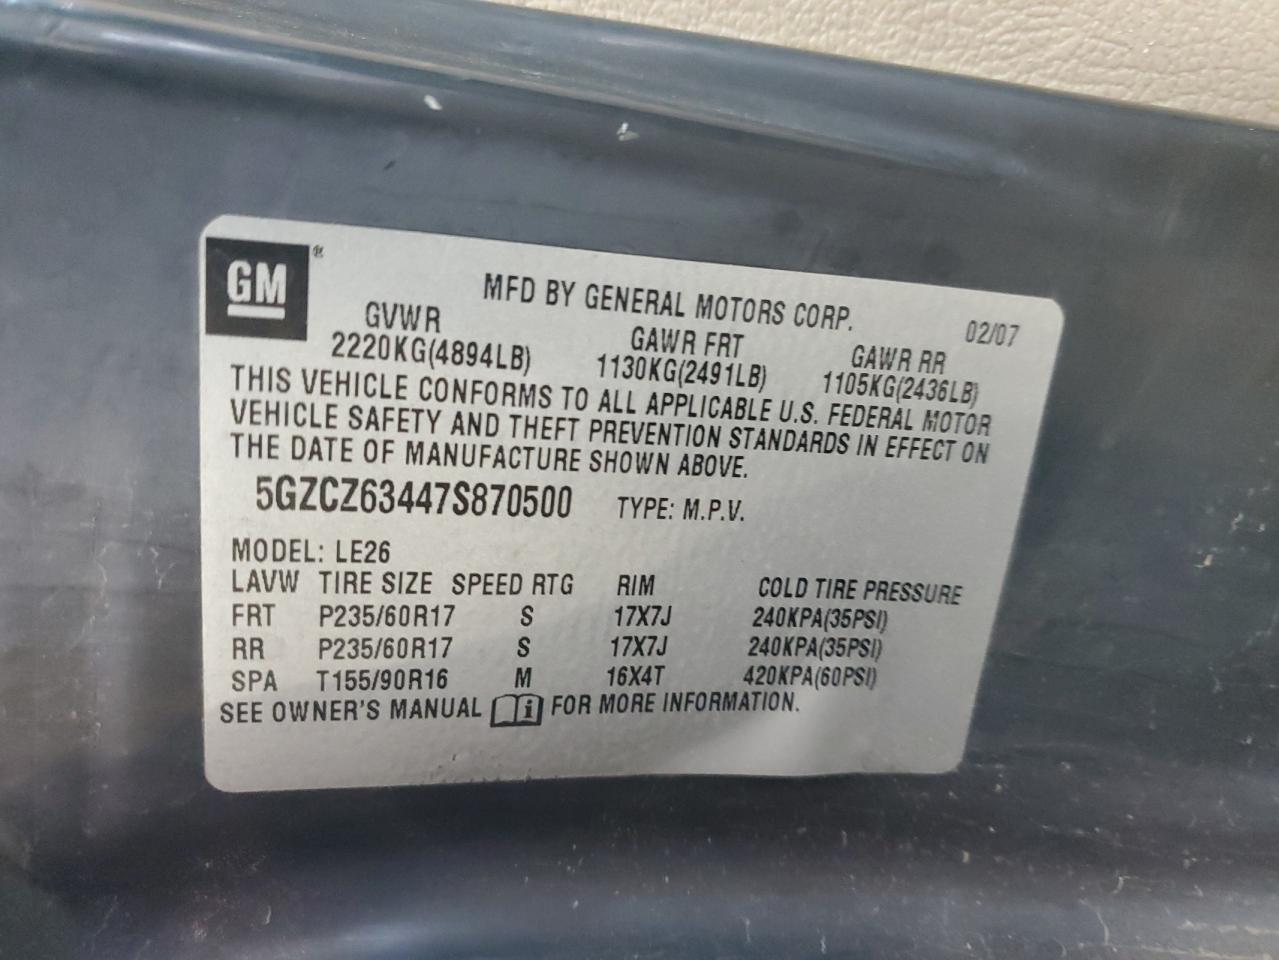 GM ®
MFD BY GENERAL MOTORS CORP. 02/07
GVWR GAWR FRT GAWR RR
2220KG(4894LB) 1130KG(2491LB) 1105KG(2436LB)
THIS VEHICLE CONFORMS TO ALL APPLICABLE U.S. FEDERAL MOTOR
VEHICLE SAFETY AND THEFT PREVENTION STANDARDS IN EFFECT ON
THE DATE OF MANUFACTURE SHOWN ABOVE.
5GZCZ63447S870500 TYPE: M.P.V.
MODEL: LE26
LAVW TIRE SIZE SPEED RTG RIM COLD TIRE PRESSURE
FRT P235/60R17 S 17X7J 240KPA(35PSI)
RR P235/60R17 S 17X7J 240KPA(35PSI)
SPA T155/90R16 M 16X4T 420KPA(60PSI)
SEE OWNER'S MANUAL i FOR MORE INFORMATION.